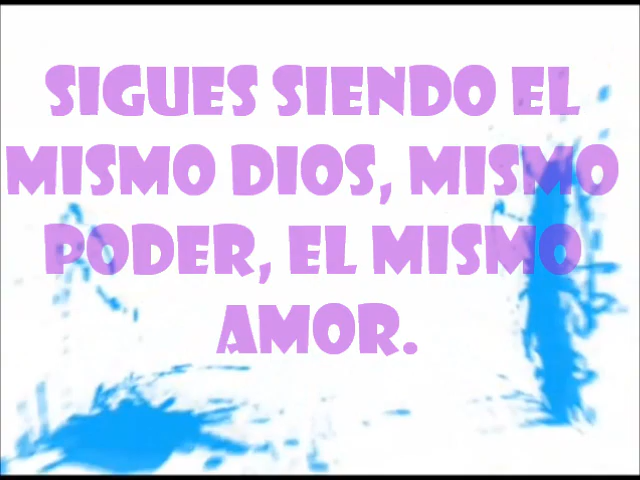 SIGUES SIENDO EL
MISMO DIOS, MISMO
PODER, EL MISMO
AMOR.